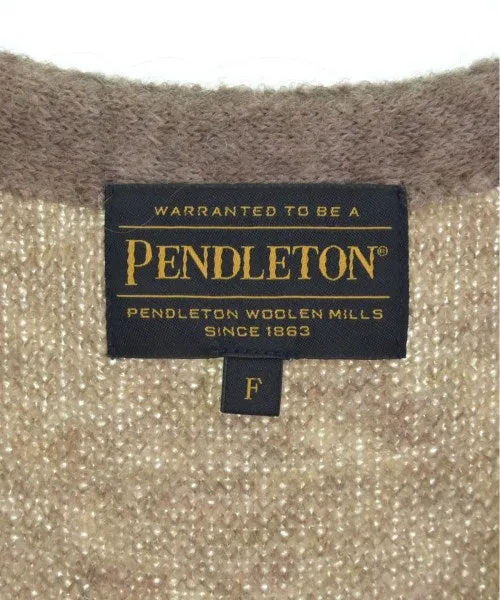 WARRANTED TO BE A
PENDLETON®
PENDLETON WOOLEN MILLS
SINCE 1863
F